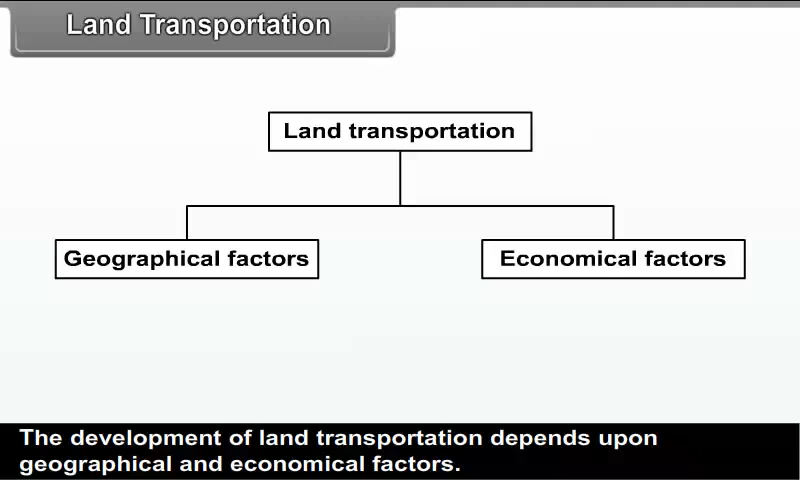 Land Transportation
Land transportation
Geographical factors
Economical factors
The development of land transportation depends upon
geographical and economical factors.